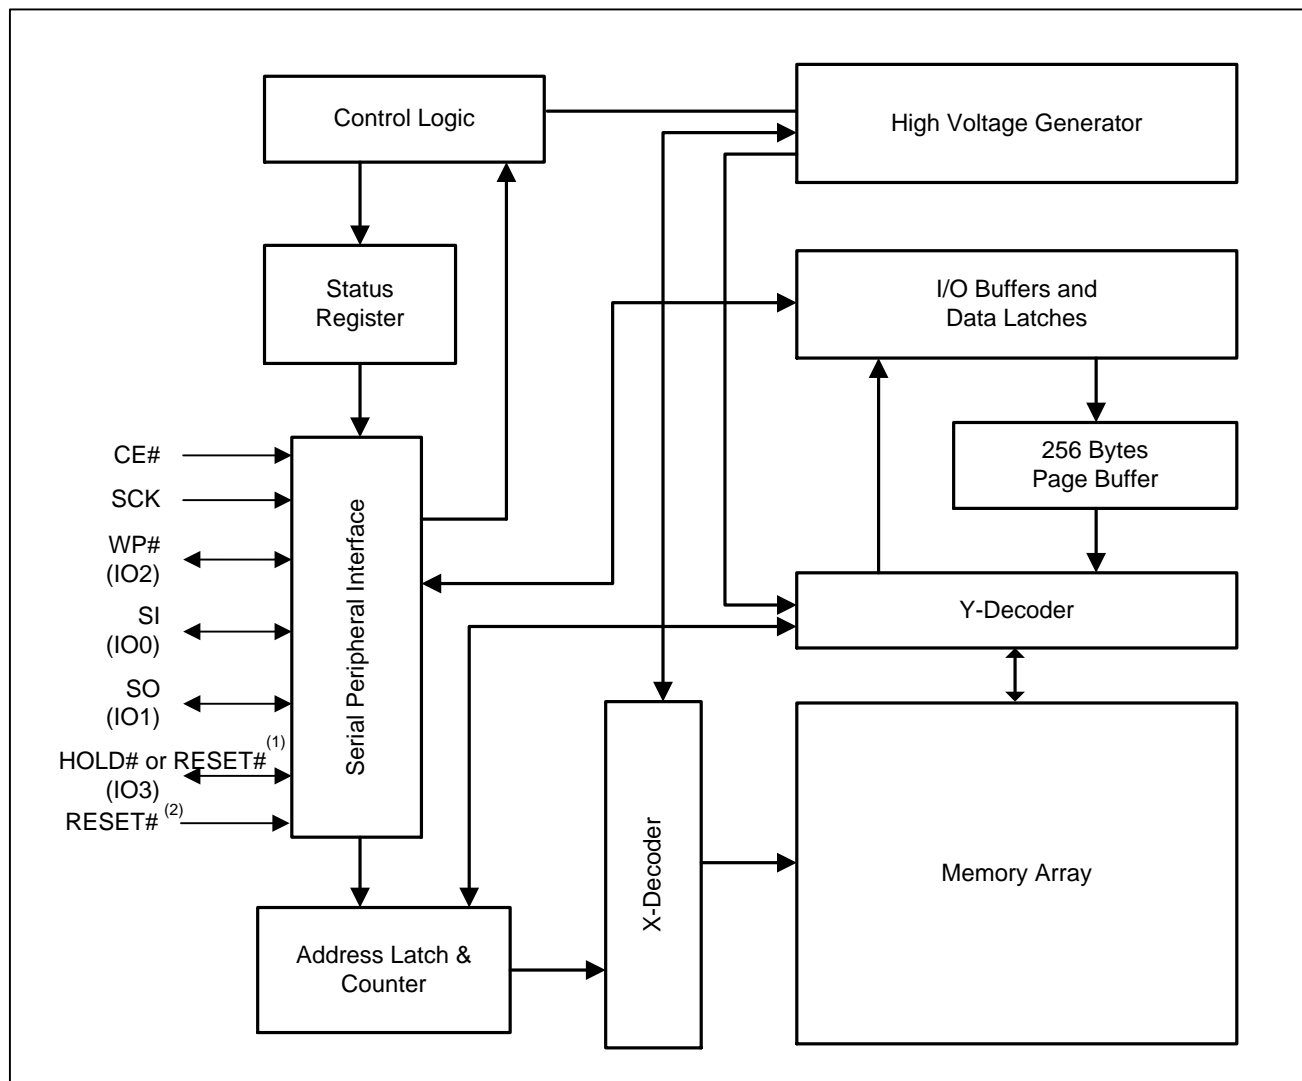 Control Logic
High Voltage Generator
Status
Register
I/O Buffers and
Data Latches
256 Bytes
Page Buffer
CE#
SCK
WP#
(IO2)
SI
(IO0)
SO
(IO1)
HOLD# or RESET# (1)
(IO3)
RESET# (2)
Serial Peripheral Interface
Y-Decoder
X-Decoder
Memory Array
Address Latch &
Counter